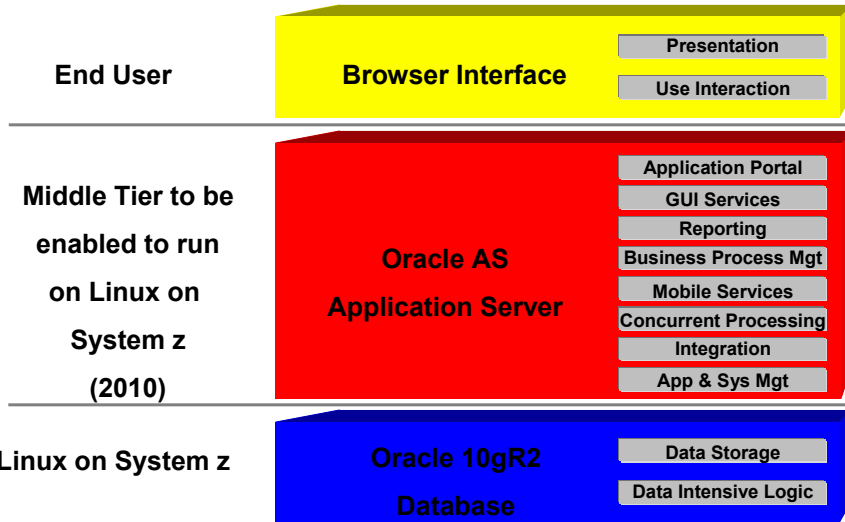 End User
Browser Interface
Presentation
Use Interaction
Middle Tier to be
enabled to run
on Linux on
System z
(2010)
Oracle AS
Application Server
Application Portal
GUI Services
Reporting
Business Process Mgt
Mobile Services
Concurrent Processing
Integration
App & Sys Mgt
Linux on System z
Oracle 10gR2
Database
Data Storage
Data Intensive Logic